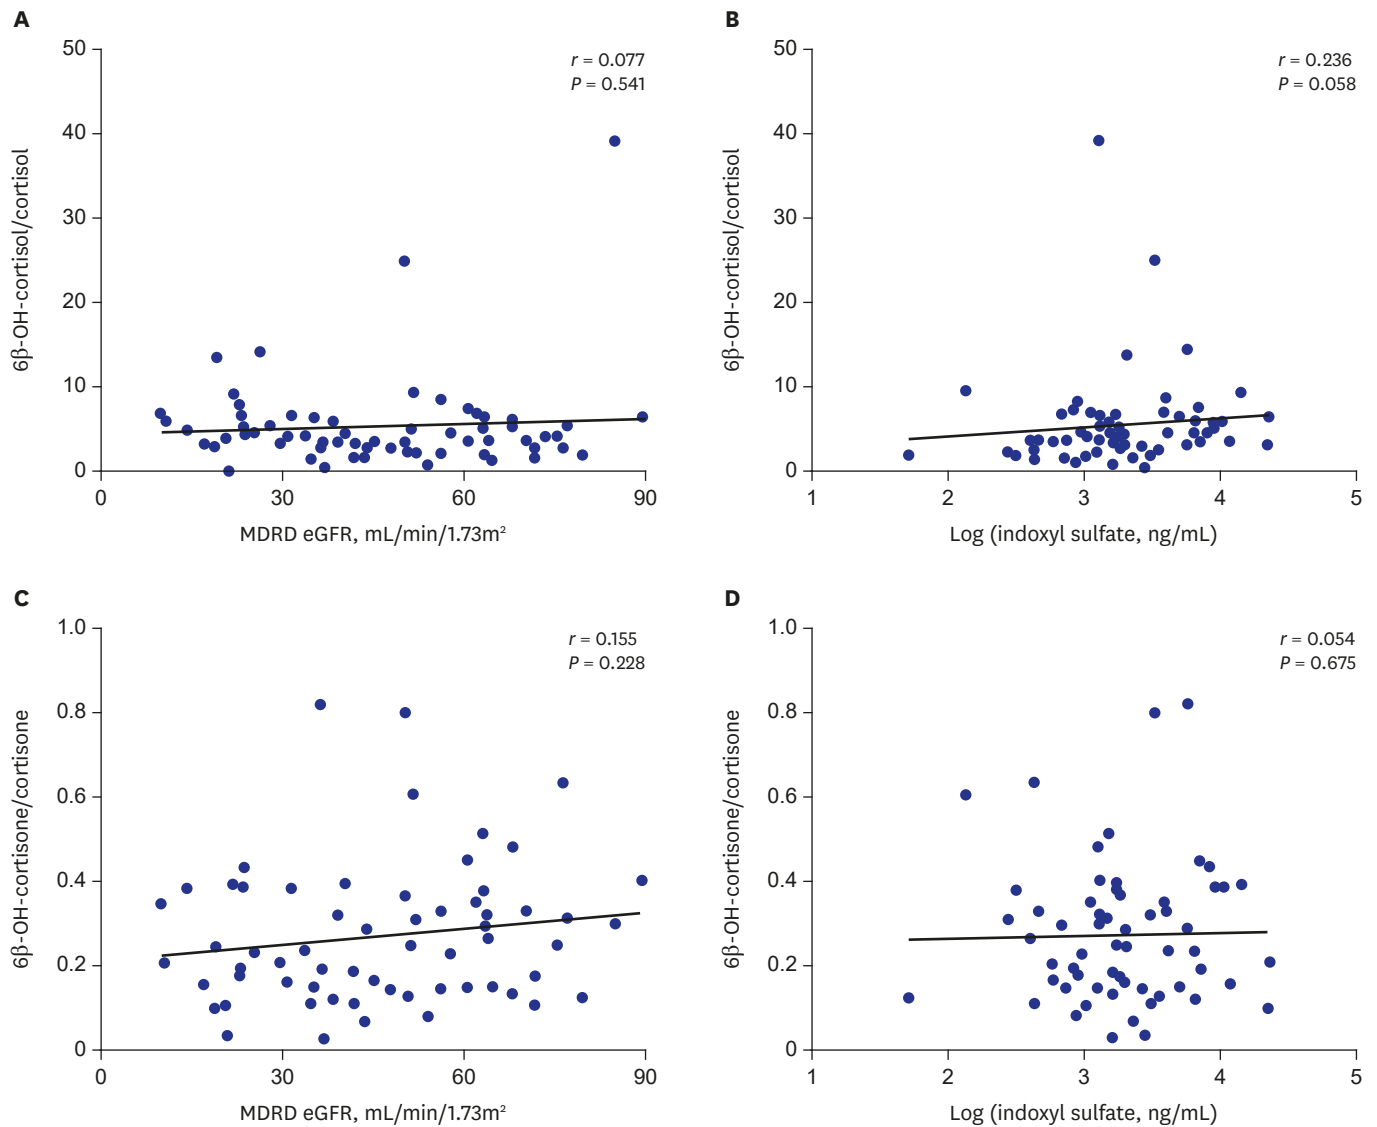 A
50
40
30
20
10
0
0
30
60
90
6β-OH-cortisol/cortisol
MDRD eGFR, mL/min/1.73m²
r = 0.077
P = 0.541
B
50
40
30
20
10
0
1
2
3
4
5
6β-OH-cortisol/cortisol
Log (indoxyl sulfate, ng/mL)
r = 0.236
P = 0.058
C
1.0
0.8
0.6
0.4
0.2
0
0
30
60
90
6β-OH-cortisone/cortisone
MDRD eGFR, mL/min/1.73m²
r = 0.155
P = 0.228
D
1.0
0.8
0.6
0.4
0.2
0
1
2
3
4
5
6β-OH-cortisone/cortisone
Log (indoxyl sulfate, ng/mL)
r = 0.054
P = 0.675